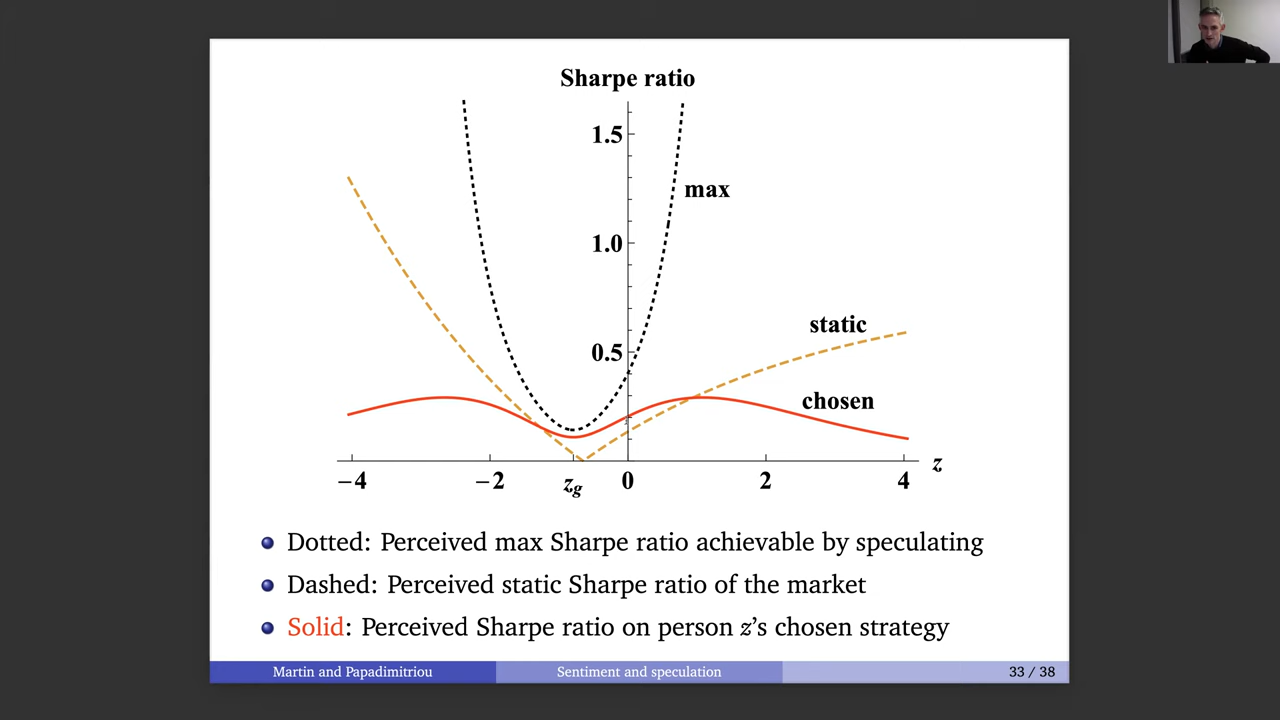 Sharpe ratio
1.5
max
1.0
static
0.5
chosen
z
−4
−2
zg
0
2
4
Dotted: Perceived max Sharpe ratio achievable by speculating
Dashed: Perceived static Sharpe ratio of the market
Solid: Perceived Sharpe ratio on person z’s chosen strategy
Martin and Papadimitriou
Sentiment and speculation
33 / 38